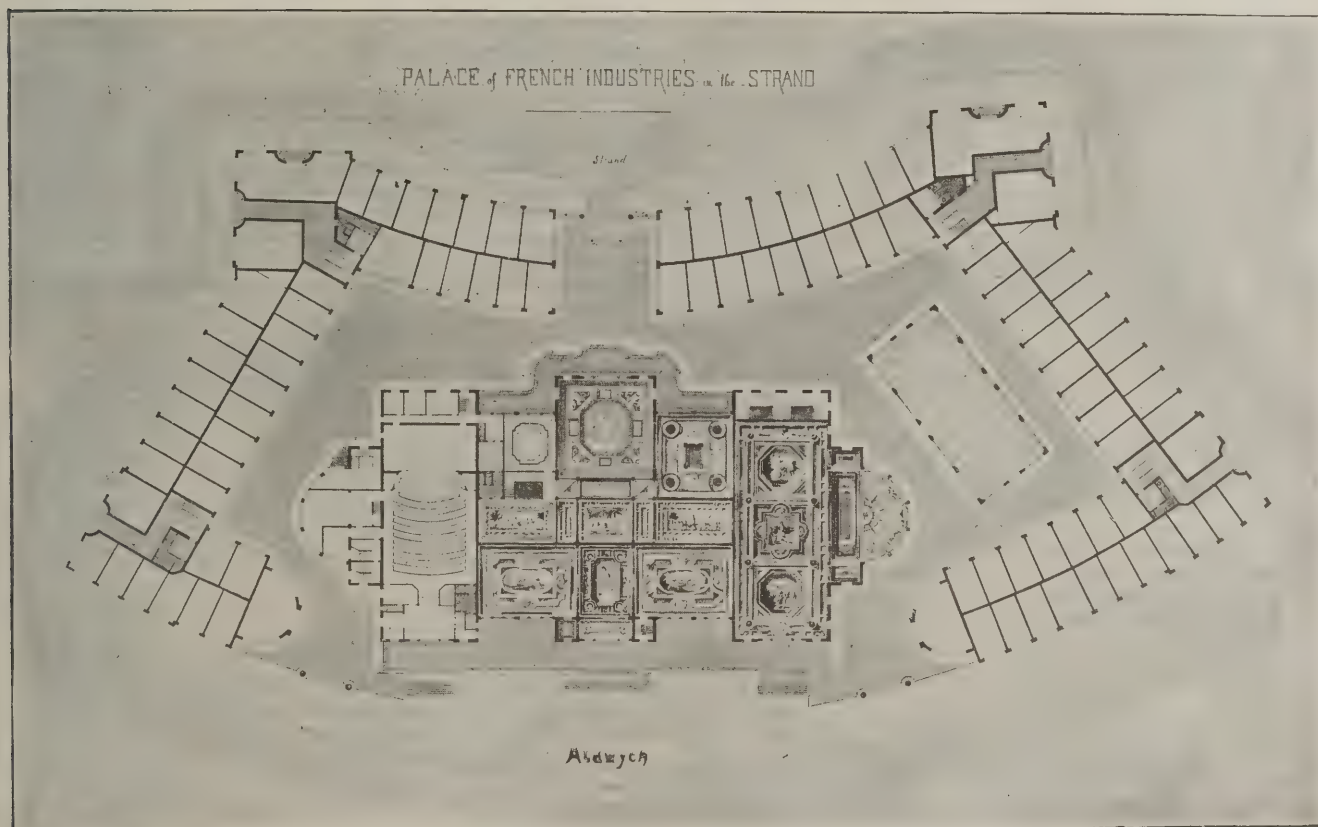 PALACE of FRENCH INDUSTRIES in the STRAND
Strand
Aldwych